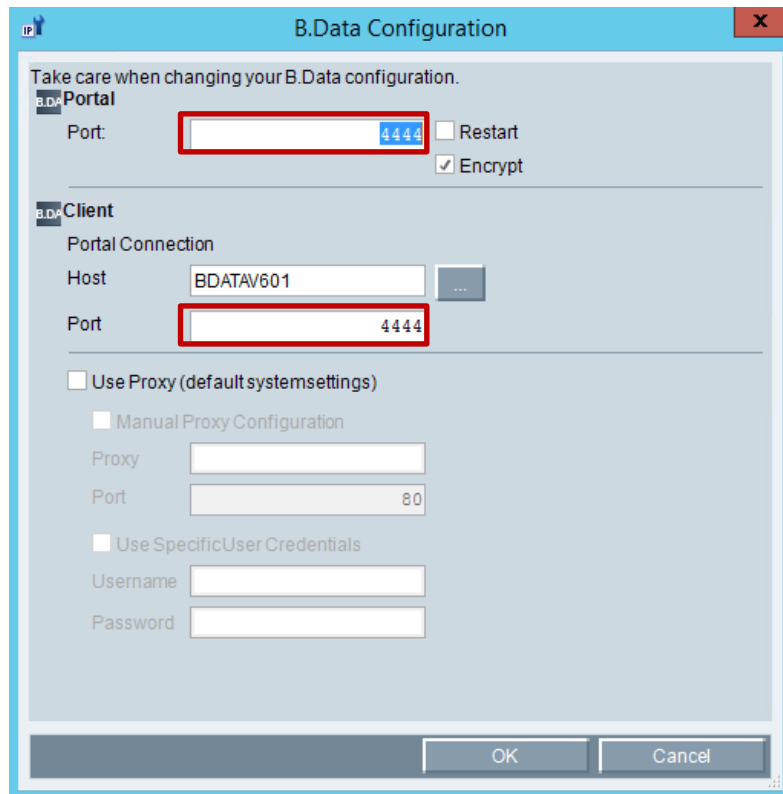 IP
B.Data Configuration
x
Take care when changing your B.Data configuration.
B.DA Portal
Port: 4444 Restart
Encrypt
B.DA Client
Portal Connection
Host BDATAV601 ...
Port 4444
Use Proxy (default systemsettings)
Manual Proxy Configuration
Proxy
Port 80
Use SpecificUser Credentials
Username
Password
OK Cancel